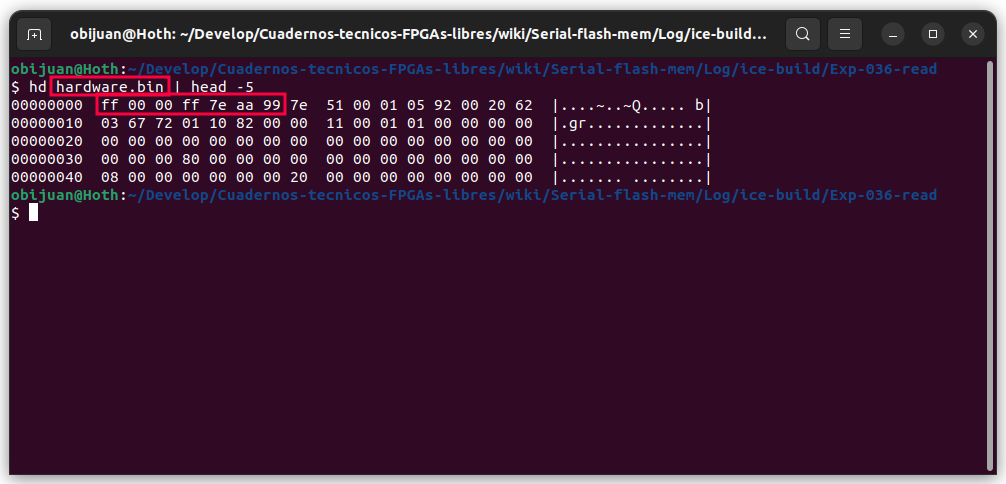 obijuan@Hoth: ~/Develop/Cuadernos-tecnicos-FPGAs-libres/wiki/Serial-flash-mem/Log/ice-build...
obijuan@Hoth:~/Develop/Cuadernos-tecnicos-FPGAs-libres/wiki/Serial-flash-mem/Log/ice-build/Exp-036-read
$ hd hardware.bin | head -5
00000000  ff 00 00 ff 7e aa 99 7e  51 00 01 05 92 00 20 62  |....~..~Q..... b|
00000010  03 67 72 01 10 82 00 00  11 00 01 01 00 00 00 00  |.gr.............|
00000020  00 00 00 00 00 00 00 00  00 00 00 00 00 00 00 00  |................|
00000030  00 00 00 80 00 00 00 00  00 00 00 00 00 00 00 00  |................|
00000040  08 00 00 00 00 00 00 20  00 00 00 00 00 00 00 00  |....... ........|
obijuan@Hoth:~/Develop/Cuadernos-tecnicos-FPGAs-libres/wiki/Serial-flash-mem/Log/ice-build/Exp-036-read
$